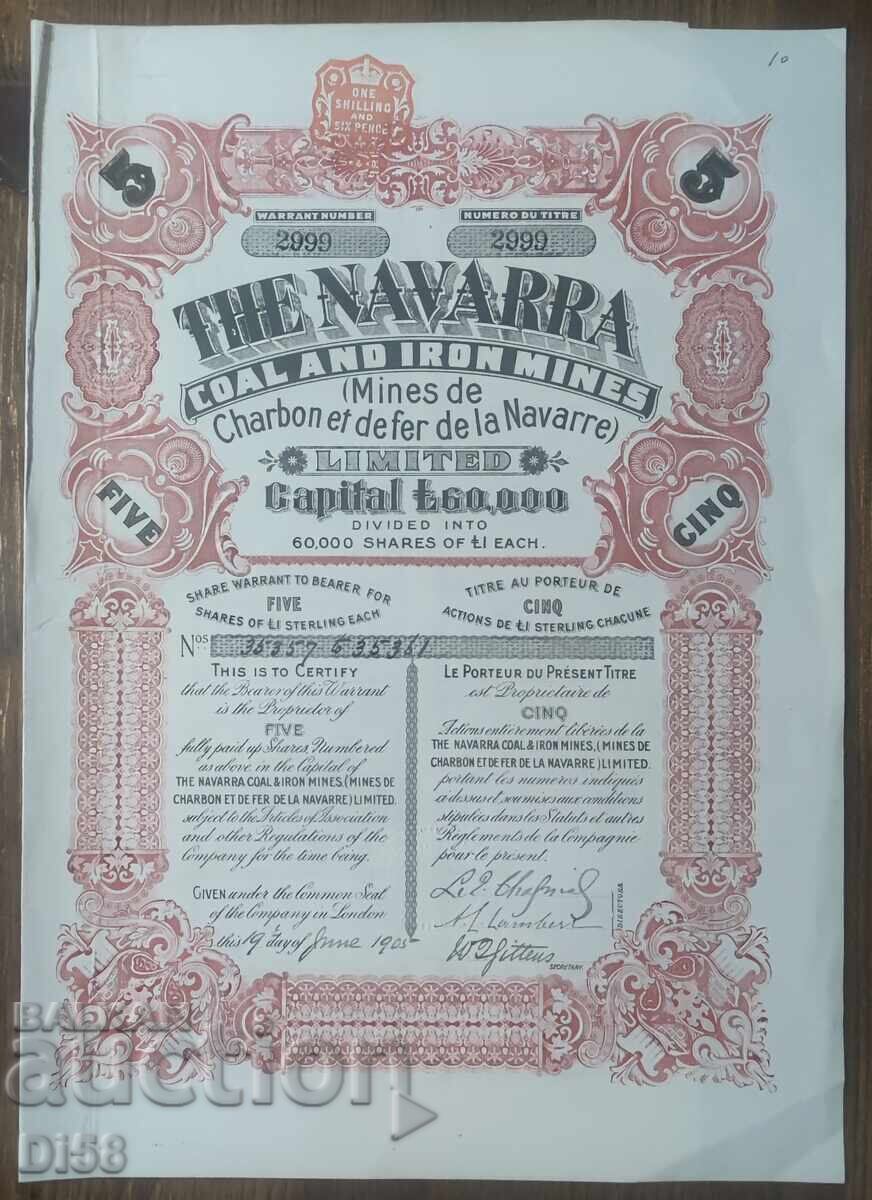 10
ONE
SHILLING
AND
SIX PENCE
5
5
WARRANT NUMBER
NUMERO DU TITRE
2999
2999
THE NAVARRA
COAL AND IRON MINES
(Mines de
Charbon et de fer de la Navarre)
LIMITED
Capital £60,000
DIVIDED INTO
60,000 SHARES OF £1 EACH.
FIVE
CINQ
SHARE WARRANT TO BEARER FOR
FIVE
SHARES OF £1 STERLING EACH
TITRE AU PORTEUR DE
CINQ
ACTIONS DE £1 STERLING CHACUNE
Nos. 35357 to 35361
THIS IS TO CERTIFY
that the Bearer of this Warrant
is the Proprietor of
FIVE
fully paid up Shares, Numbered
as above in the Capital of
THE NAVARRA COAL & IRON MINES, (MINES DE
CHARBON ET DE FER DE LA NAVARRE) LIMITED.
subject to the Articles of Association
and other Regulations of the
Company for the time being.
GIVEN under the Common Seal
of the Company in London
this 19 day of June 1905
LE PORTEUR DU PRÉSENT TITRE
est Propriétaire de
CINQ
Actions entièrement libérées de la
THE NAVARRA COAL & IRON MINES, (MINES DE
CHARBON ET DE FER DE LA NAVARRE) LIMITED.
portant les numeros indiqués
à dessus et soumises aux conditions
stipulées dans les Statuts et autres
Réglements de la Compagnie
pour le présent.
A. L. Lambert
DIRECTORS
SECRETARY.
БАЛКАН
auction
Di58